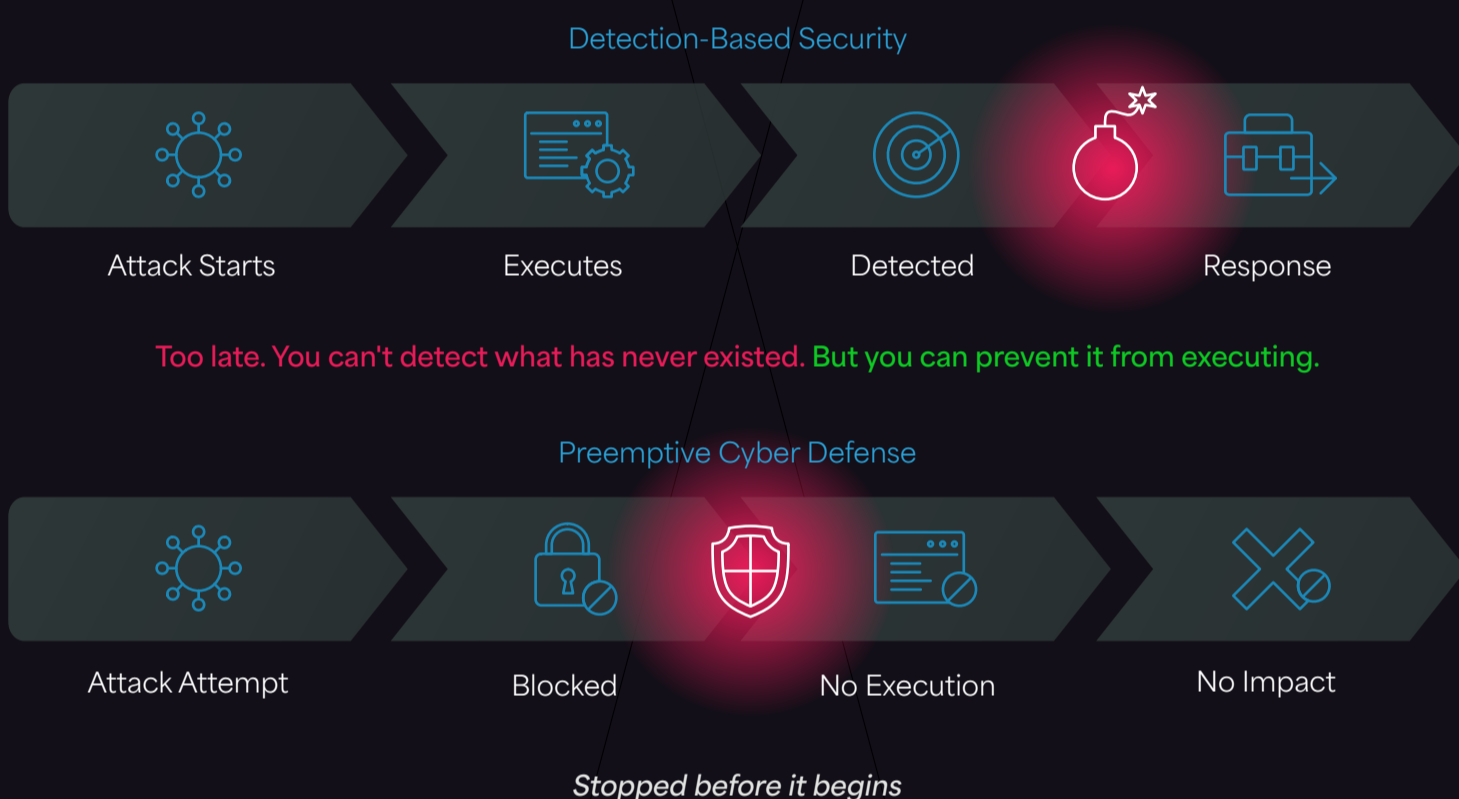 Detection-Based Security
Attack Starts
Executes
Detected
Response
Too late. You can't detect what has never existed. But you can prevent it from executing.
Preemptive Cyber Defense
Attack Attempt
Blocked
No Execution
No Impact
Stopped before it begins